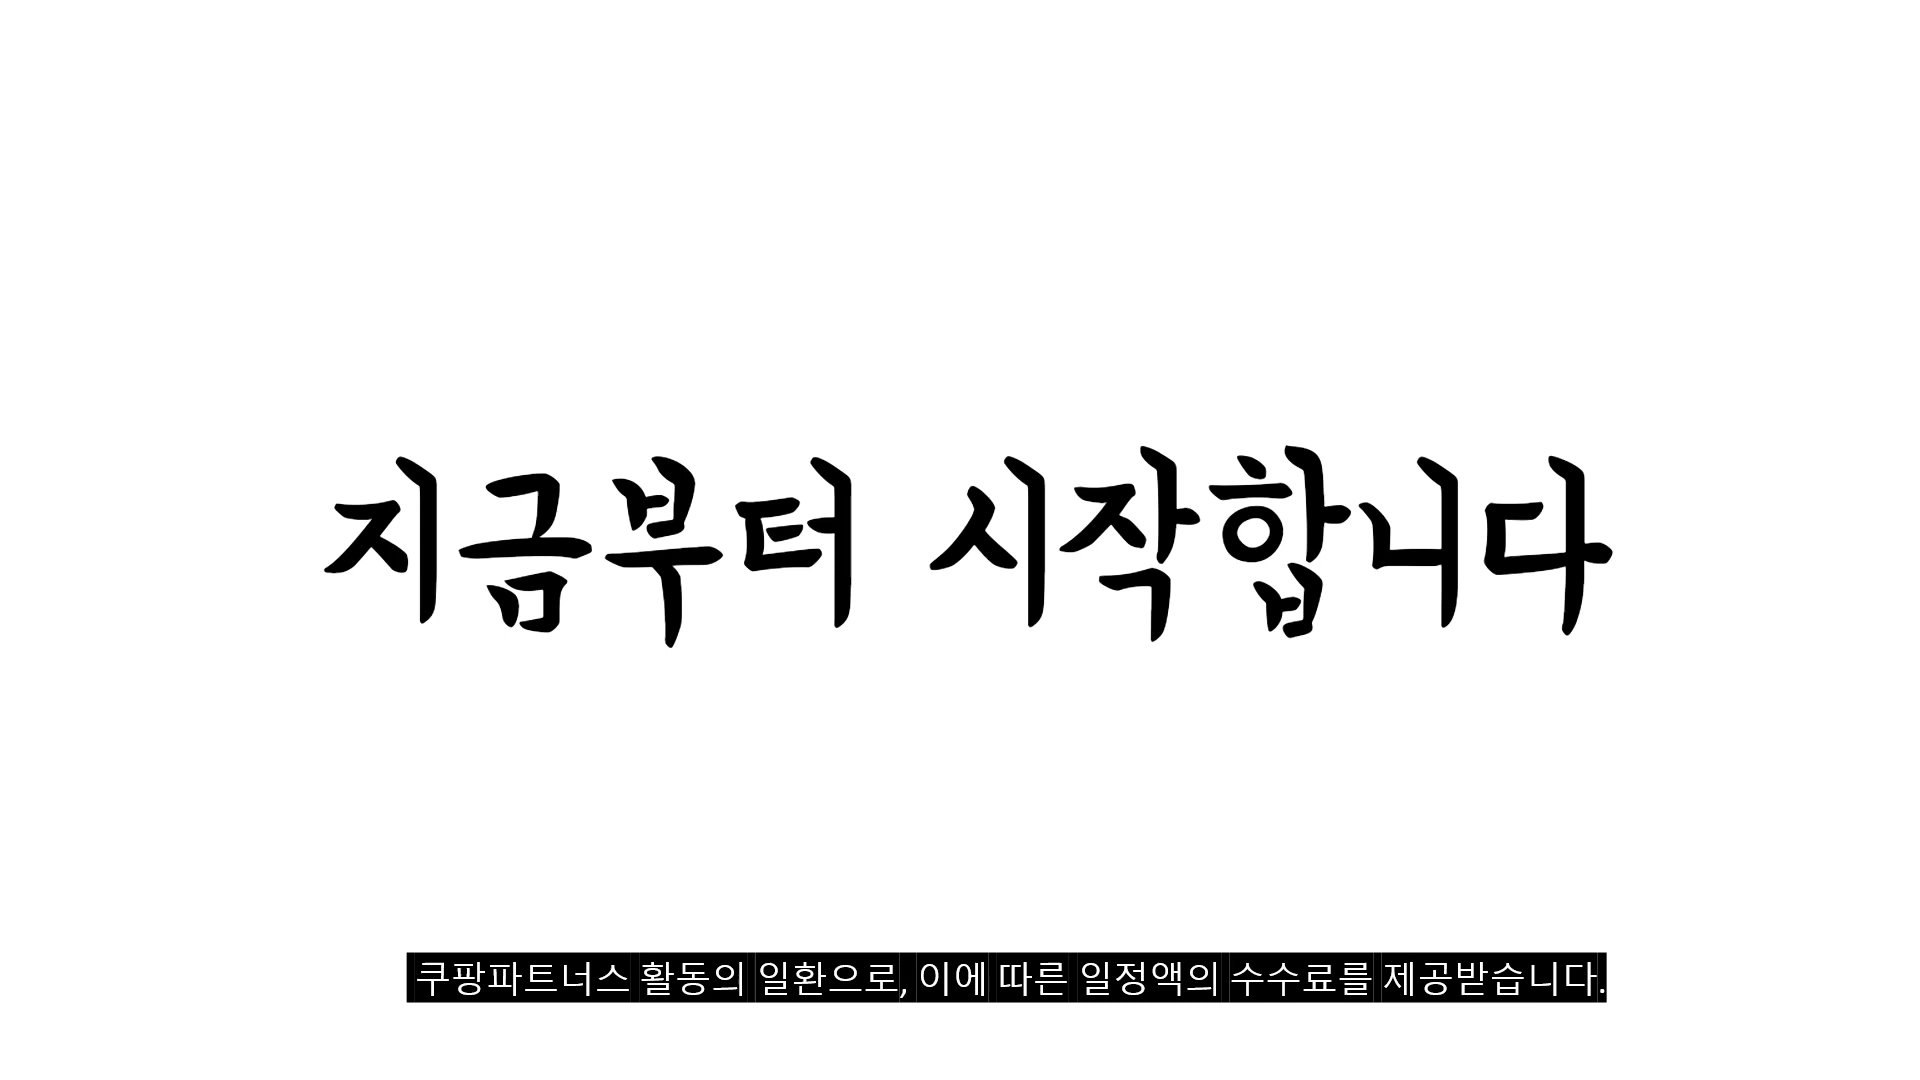 지금부터 시작합니다
쿠팡파트너스 활동의 일환으로, 이에 따른 일정액의 수수료를 제공받습니다.